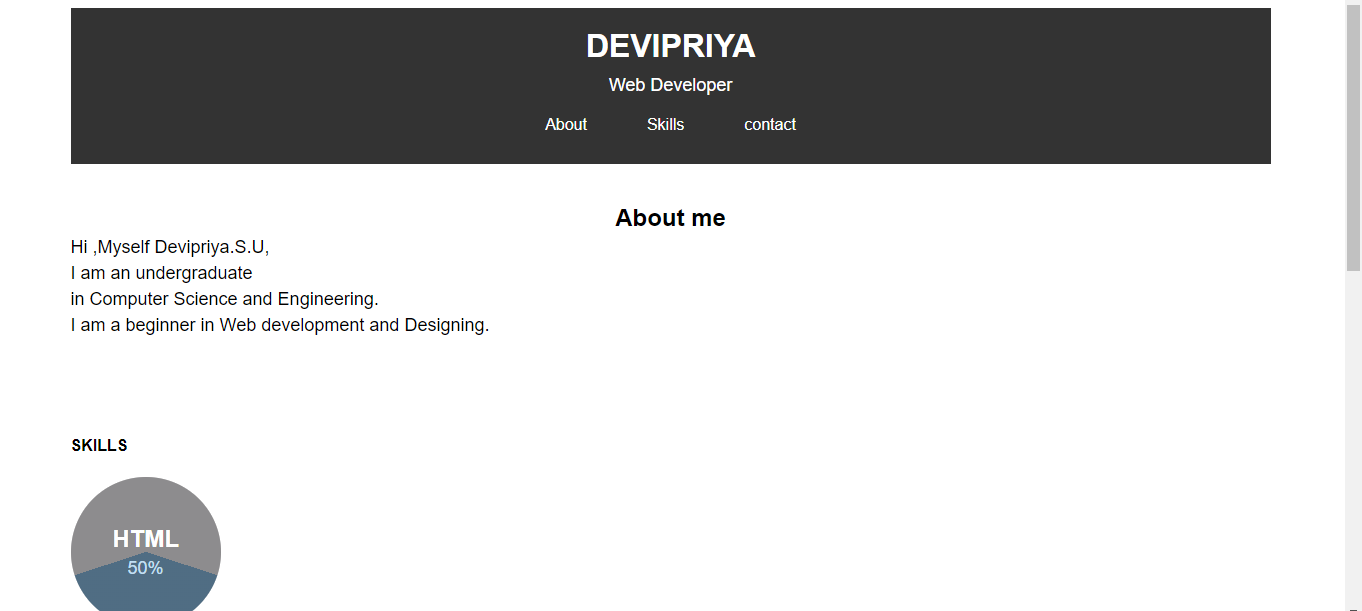 DEVIPRIYA
Web Developer
About Skills contact
About me
Hi ,Myself Devipriya.S.U,
I am an undergraduate
in Computer Science and Engineering.
I am a beginner in Web development and Designing.
SKILLS
HTML
50%